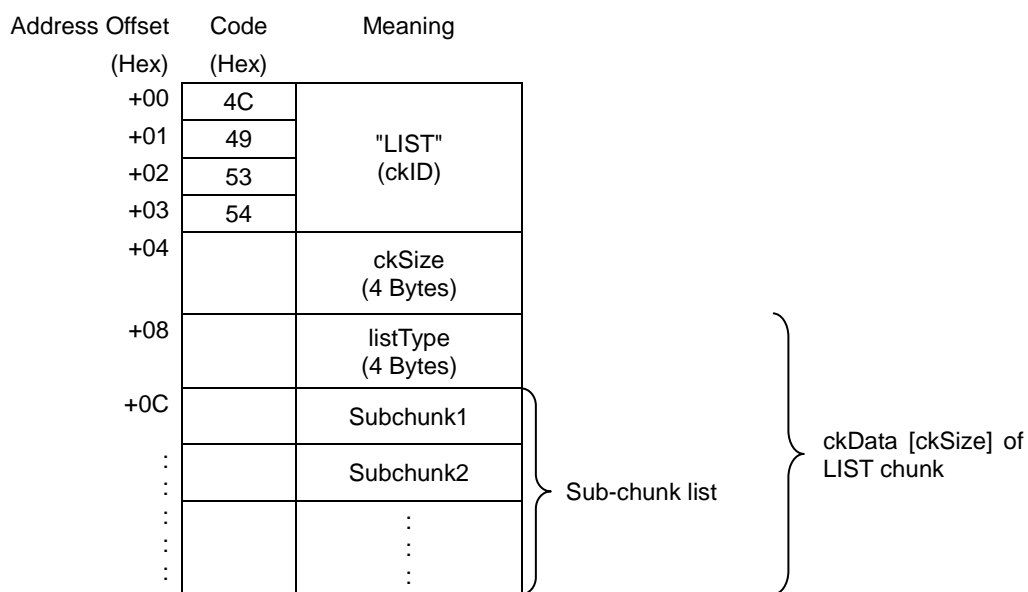 Address Offset Code Meaning
(Hex) (Hex)
+00 4C
+01 49
"LIST"
(ckID)
+02 53
+03 54
+04
ckSize
(4 Bytes)
+08
listType
(4 Bytes)
+0C
Subchunk1
Subchunk2
Sub-chunk list
ckData [ckSize] of
LIST chunk